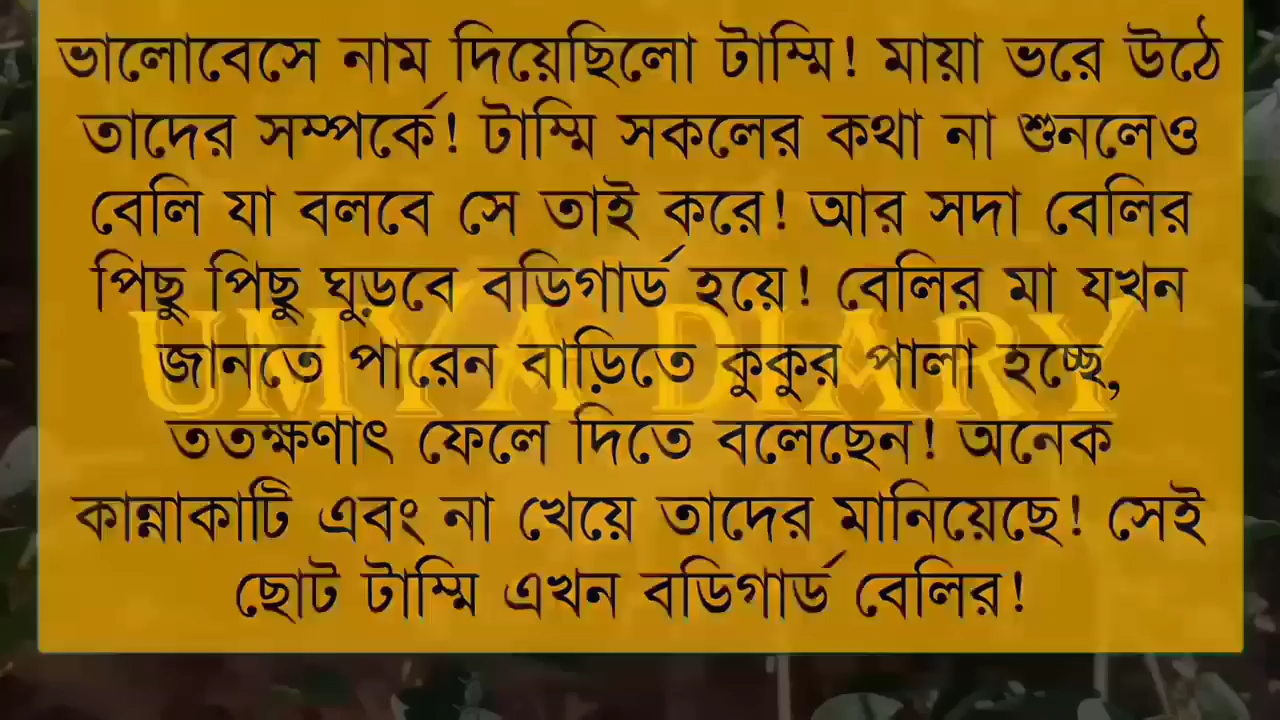 ভালোবেসে নাম দিয়েছিলো টাম্মি! মায়া ভরে উঠে
তাদের সম্পর্কে! টাম্মি সকলের কথা না শুনলেও
বেলি যা বলবে সে তাই করে! আর সদা বেলির
পিছু পিছু ঘুড়বে বডিগার্ড হয়ে! বেলির মা যখন
জানতে পারেন বাড়িতে কুকুর পালা হচ্ছে,
ততক্ষণাৎ ফেলে দিতে বলেছেন! অনেক
কান্নাকাটি এবং না খেয়ে তাদের মানিয়েছে! সেই
ছোট টাম্মি এখন বডিগার্ড বেলির!
UMYA DIARY